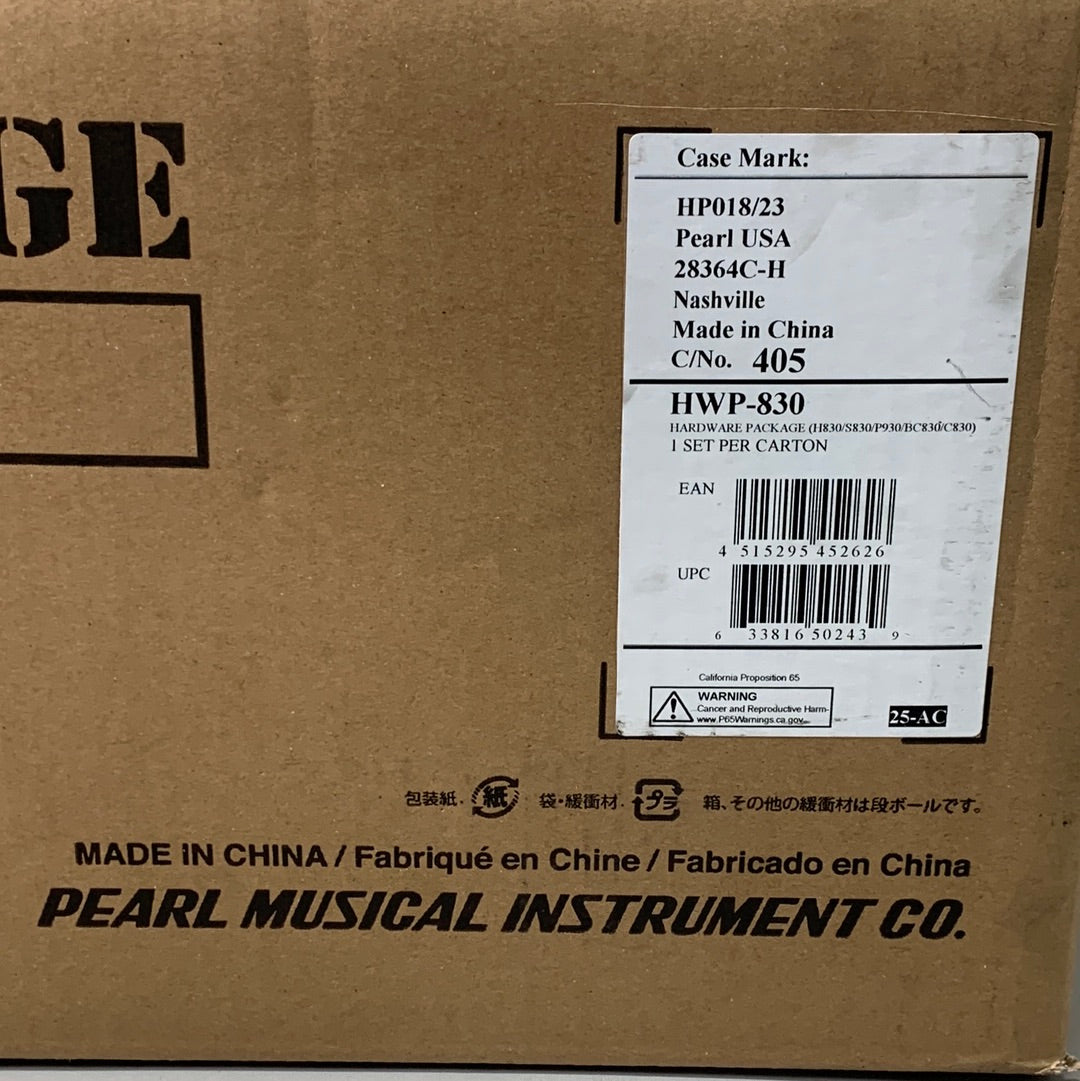 GE
Case Mark:
HP018/23
Pearl USA
28364C-H
Nashville
Made in China
C/No. 405
HWP-830
HARDWARE PACKAGE (H830/S830/P930/BC830/C830)
1 SET PER CARTON
EAN
4 515295 452626
UPC
6 33816 50243 9
California Proposition 65
WARNING
Cancer and Reproductive Harm-
www.P65Warnings.ca.gov
25-AC
包装紙. 紙 袋・緩衝材. プラ 箱、その他の緩衝材は段ボールです。
MADE IN CHINA / Fabriqué en Chine / Fabricado en China
PEARL MUSICAL INSTRUMENT CO.